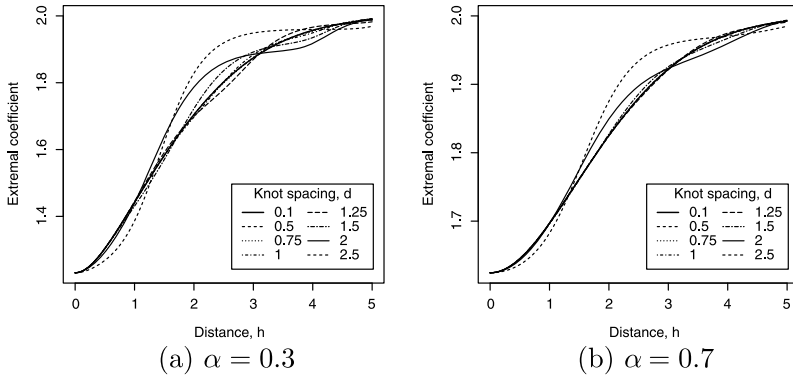 Extremal coefficient
2.0
1.8
1.6
1.4
Knot spacing, d
0.1 1.25
0.5 1.5
0.75 2
1 2.5
0 1 2 3 4 5
Distance, h
(a) α = 0.3
Extremal coefficient
2.0
1.9
1.8
1.7
Knot spacing, d
0.1 1.25
0.5 1.5
0.75 2
1 2.5
0 1 2 3 4 5
Distance, h
(b) α = 0.7